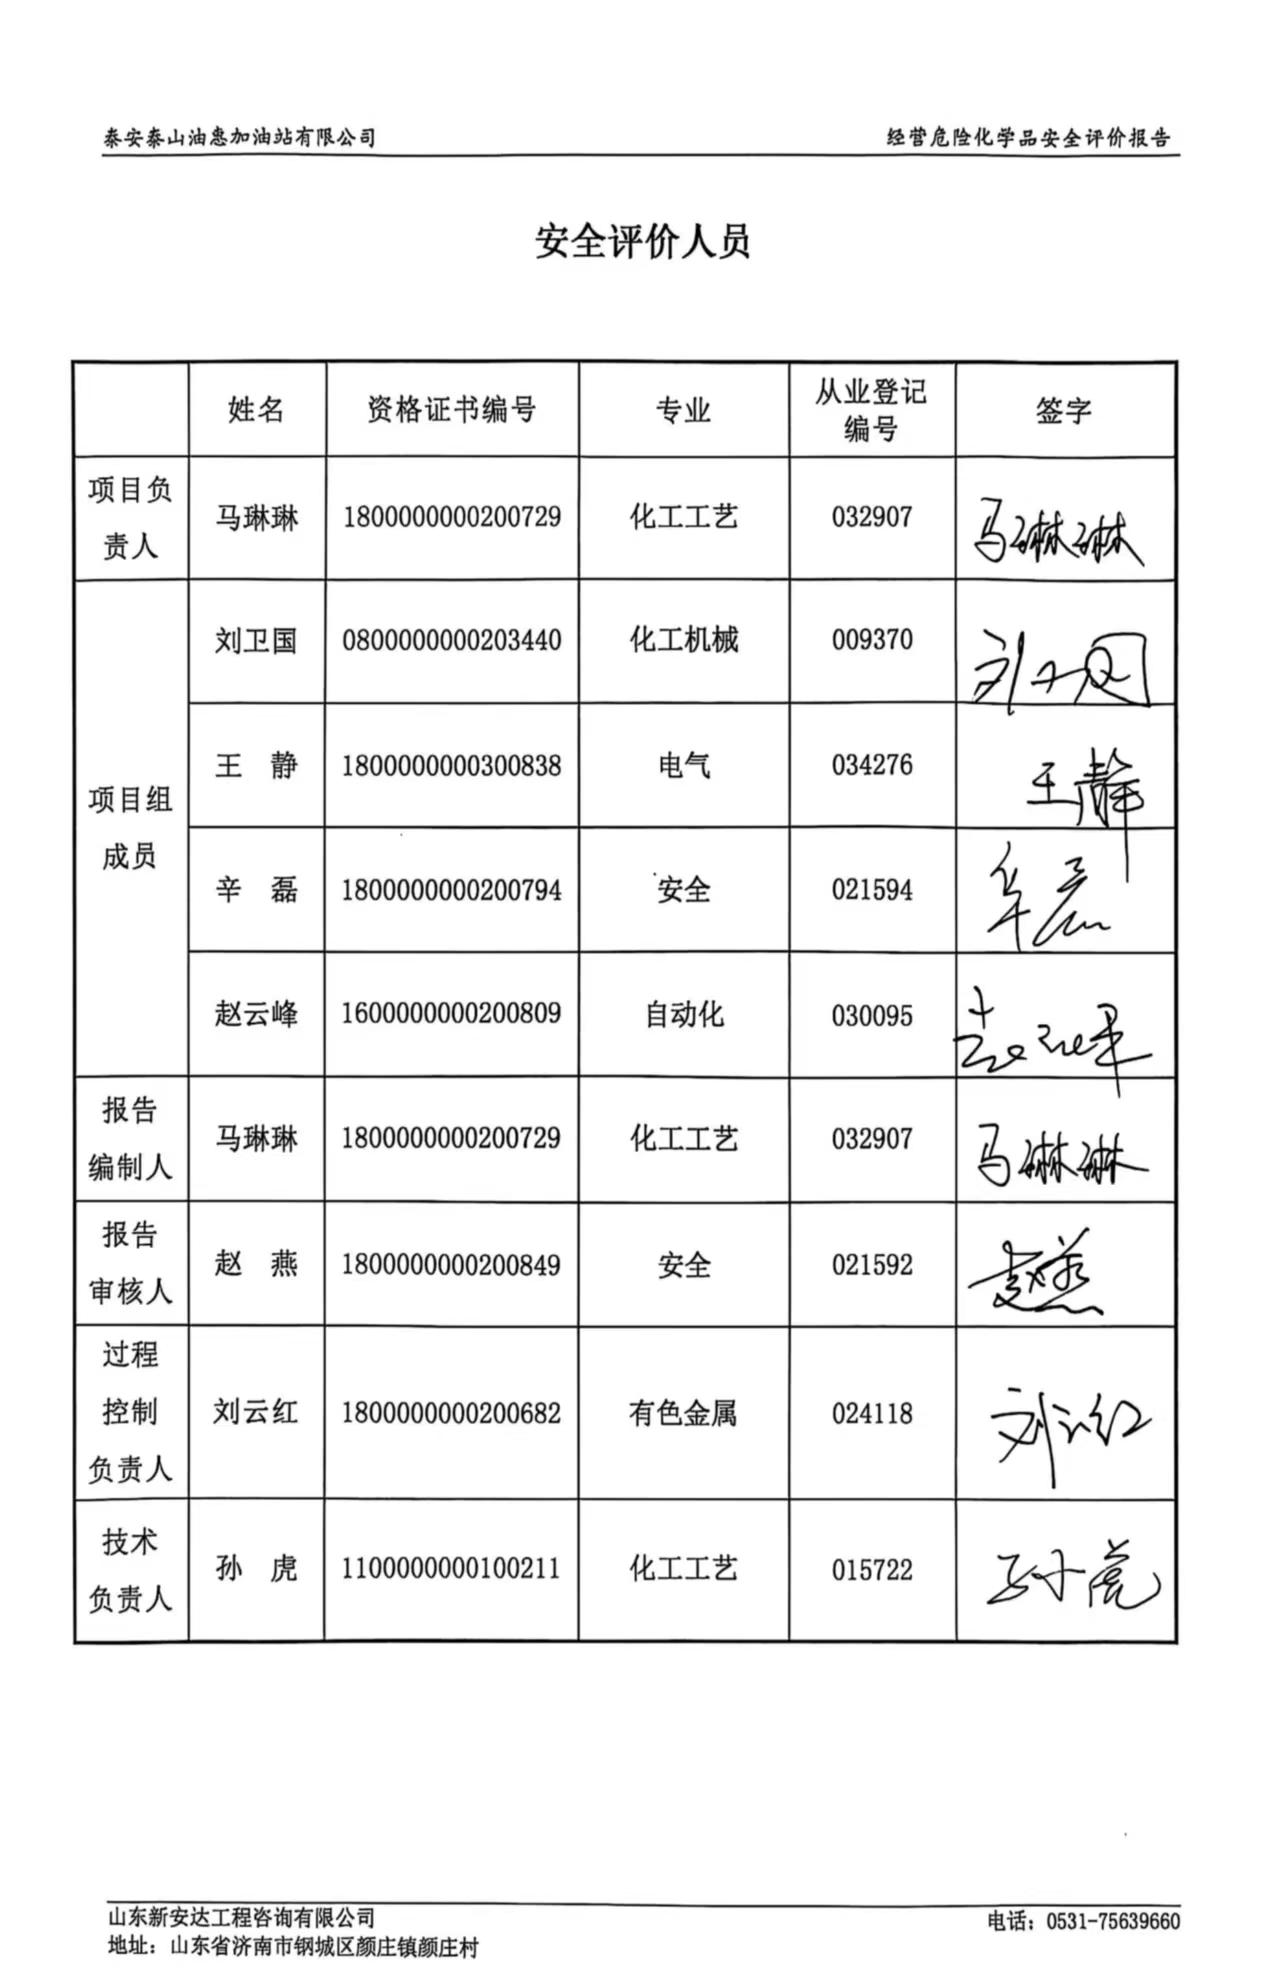 泰安泰山油惠加油站有限公司 经营危险化学品安全评价报告
安全评价人员
姓名 资格证书编号 专业 从业登记编号 签字
项目负责人 马琳琳 1800000000200729 化工工艺 032907 马琳琳
项目组成员 刘卫国 0800000000203440 化工机械 009370 刘卫国
王 静 1800000000300838 电气 034276 王静
辛 磊 1800000000200794 安全 021594 辛磊
赵云峰 1600000000200809 自动化 030095 赵云峰
报告编制人 马琳琳 1800000000200729 化工工艺 032907 马琳琳
报告审核人 赵 燕 1800000000200849 安全 021592 赵燕
过程控制负责人 刘云红 1800000000200682 有色金属 024118 刘云红
技术负责人 孙 虎 1100000000100211 化工工艺 015722 孙虎
山东新安达工程咨询有限公司 电话：0531-75639660
地址：山东省济南市钢城区颜庄镇颜庄村